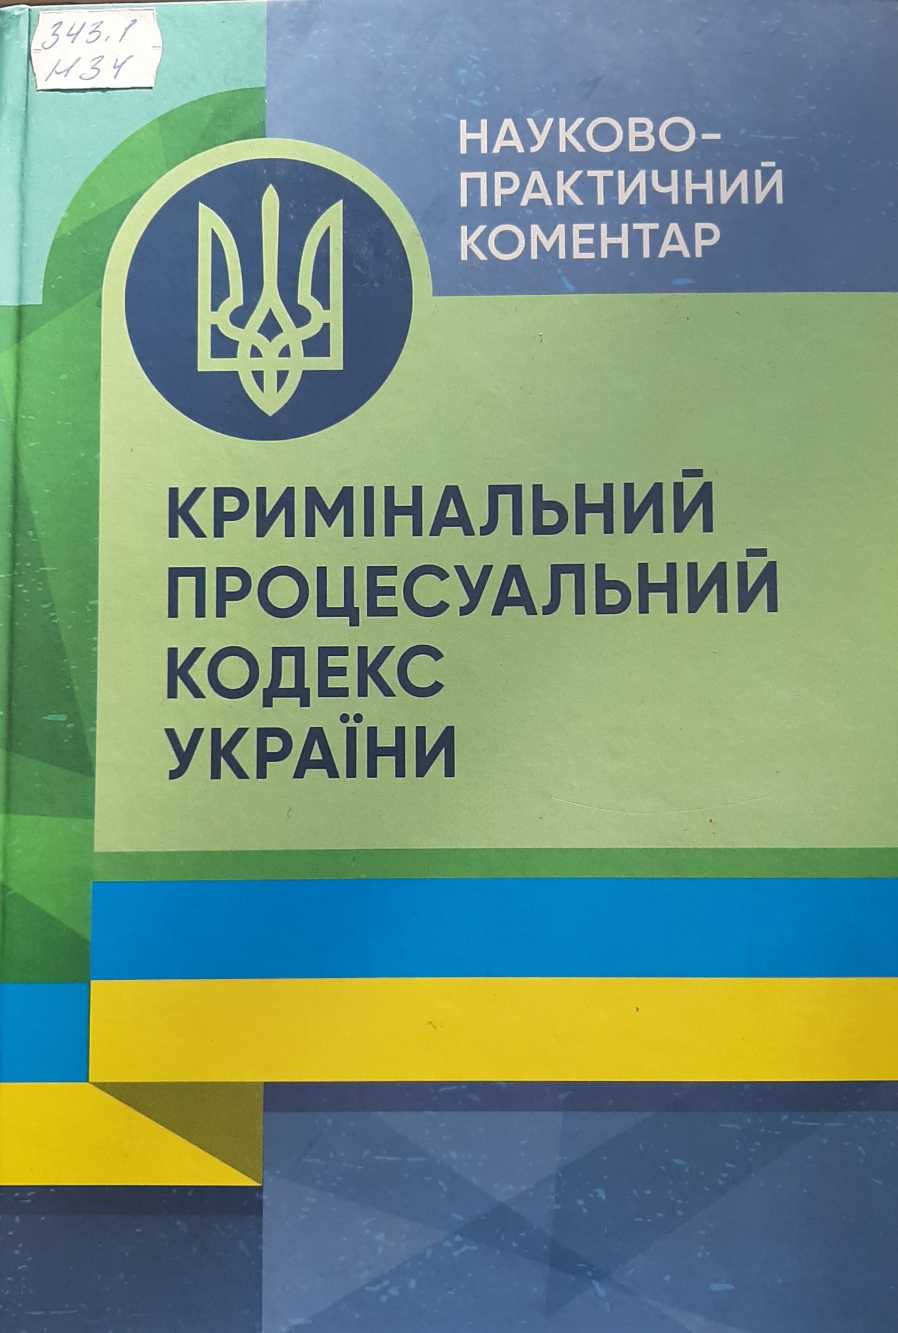 343.1
Н34
НАУКОВО-
ПРАКТИЧНИЙ
КОМЕНТАР
КРИМІНАЛЬНИЙ
ПРОЦЕСУАЛЬНИЙ
КОДЕКС
УКРАЇНИ